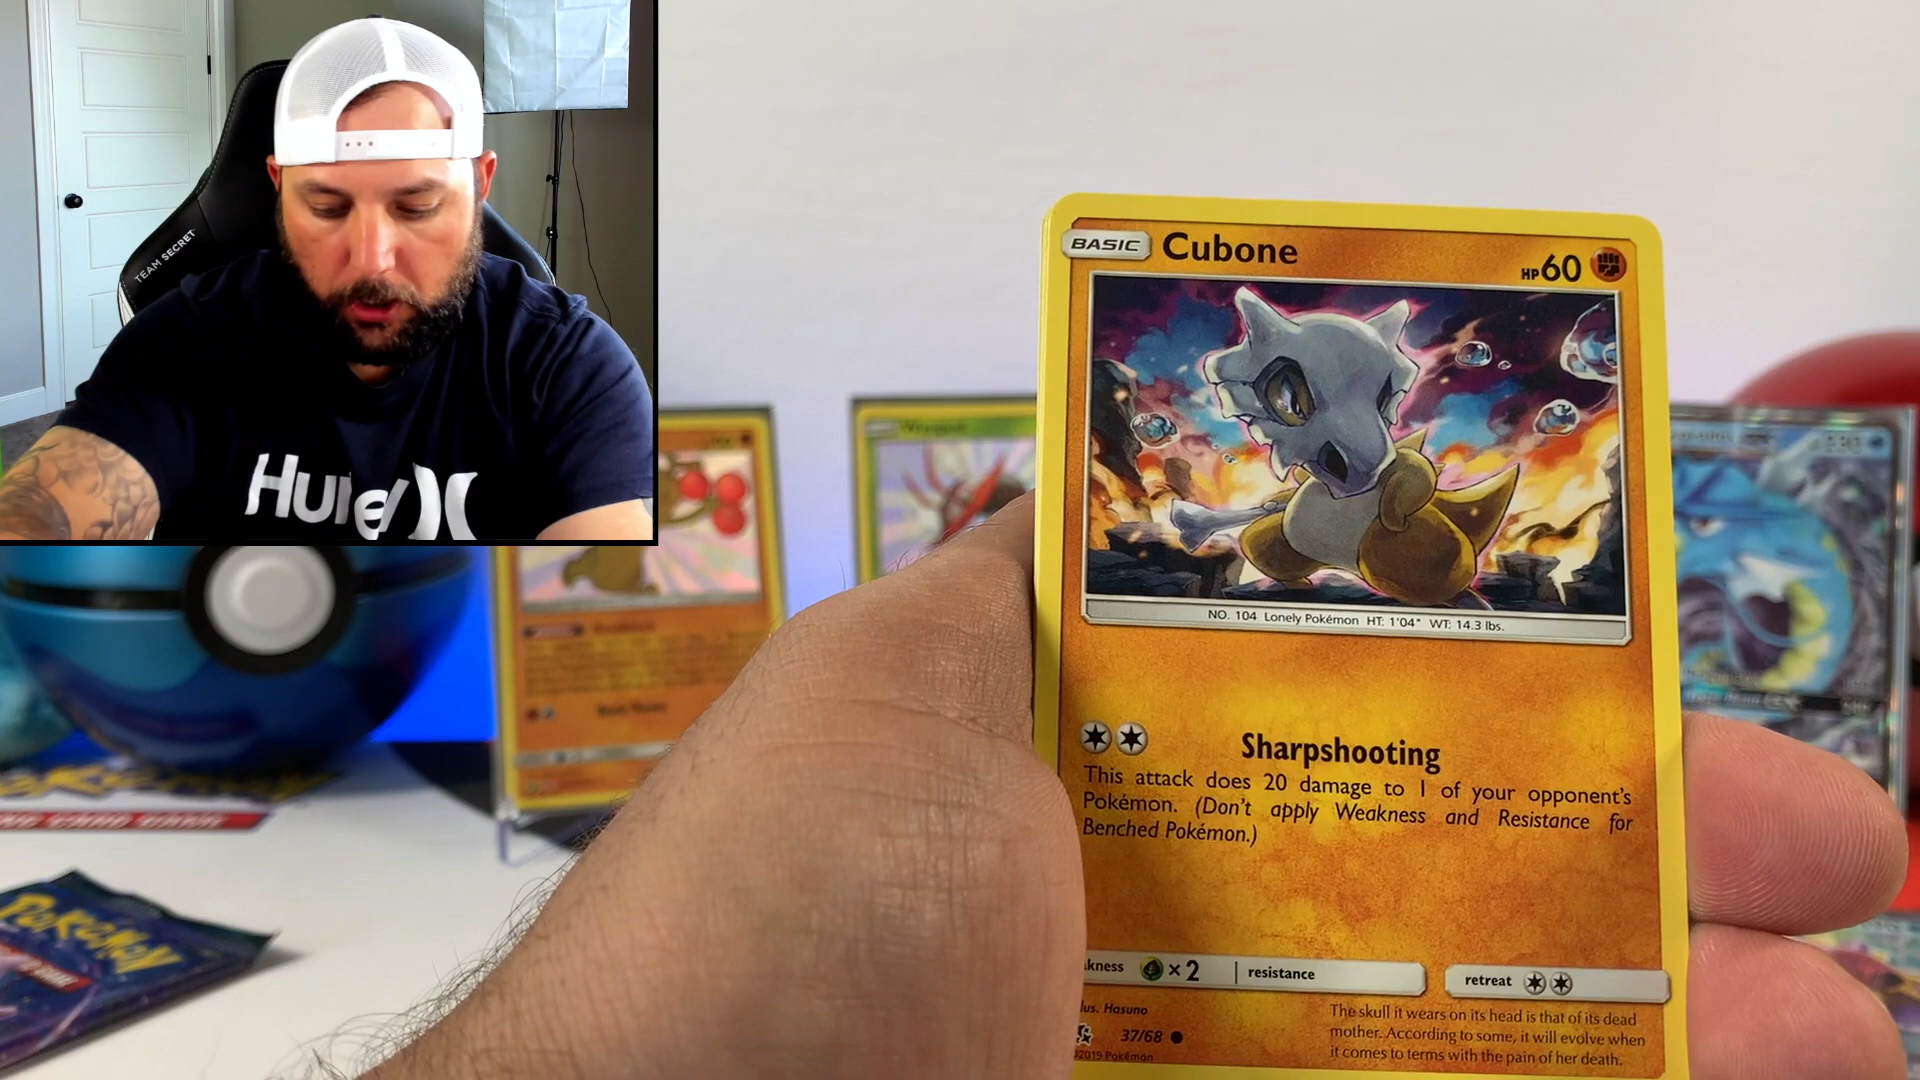 TEAM SECRET
Hurley
BASIC Cubone HP60
NO. 104 Lonely Pokémon HT: 1'04" WT: 14.3 lbs.
Sharpshooting
This attack does 20 damage to 1 of your opponent's
Pokémon. (Don't apply Weakness and Resistance for
Benched Pokémon.)
kness ×2 resistance
retreat
lus. Hasuno
37/68
©2019 Pokémon
The skull it wears on its head is that of its dead
mother. According to some, it will evolve when
it comes to terms with the pain of her death.
POKéMON